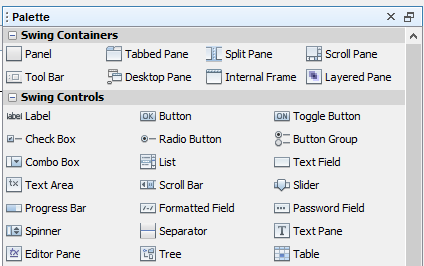 Palette
Swing Containers
Panel Tabbed Pane Split Pane Scroll Pane
Tool Bar Desktop Pane Internal Frame Layered Pane
Swing Controls
label Label OK Button ON Toggle Button
Check Box Radio Button Button Group
Combo Box List Text Field
tx Text Area Scroll Bar Slider
Progress Bar Formatted Field Password Field
Spinner Separator T Text Pane
Editor Pane Tree Table